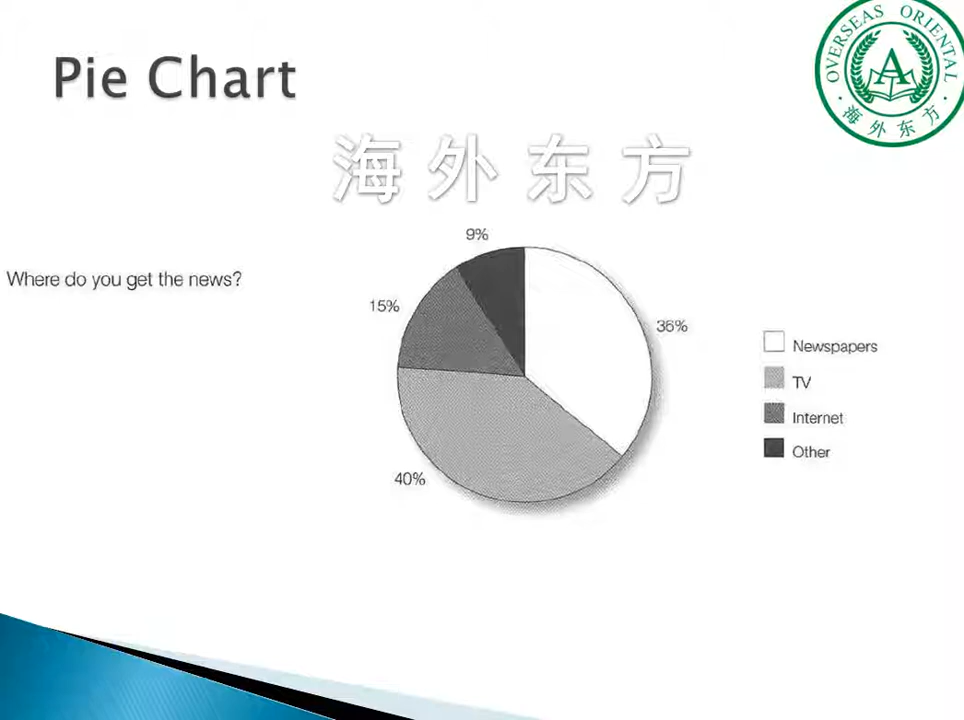 Pie Chart
OVERSEAS ORIENTAL
A
·海外东方·
海外东方
9%
Where do you get the news?
15%
36%
Newspapers
TV
Internet
Other
40%